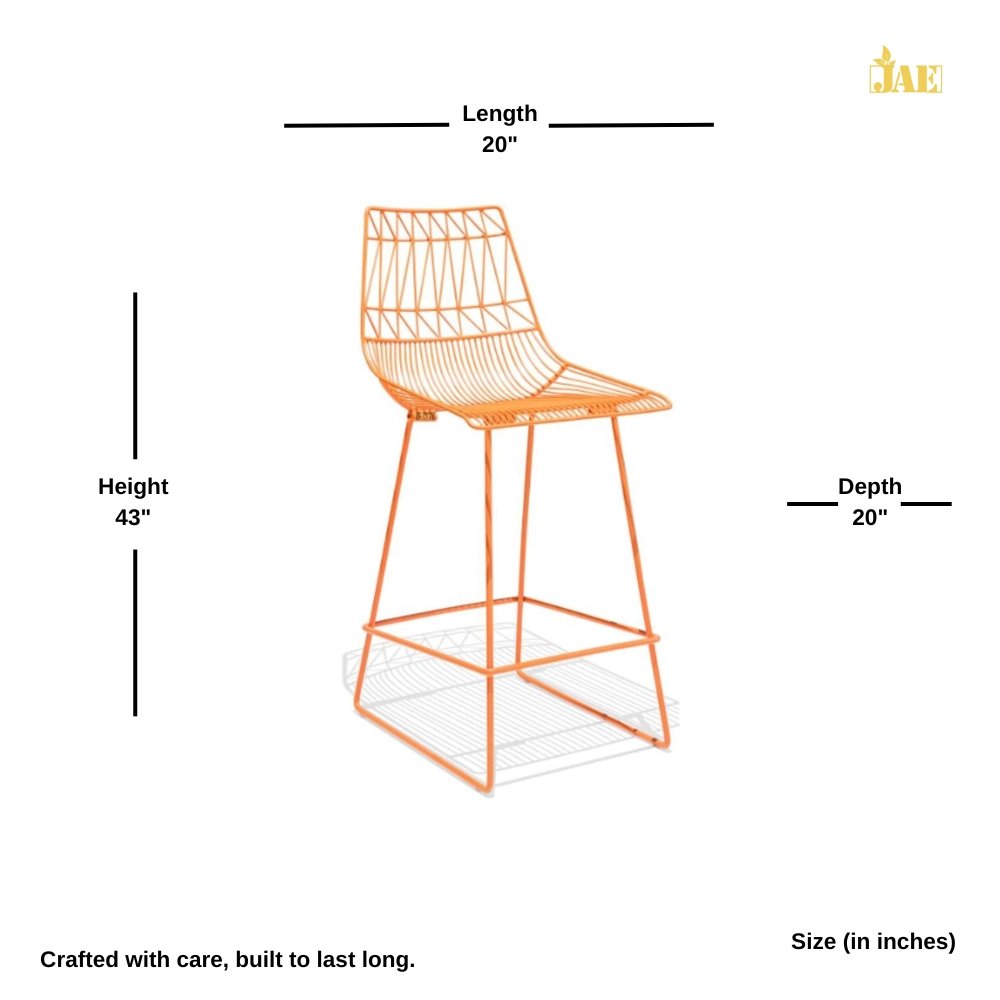 JAE
Length
20"
Height
43"
Depth
20"
Size (in inches)
Crafted with care, built to last long.